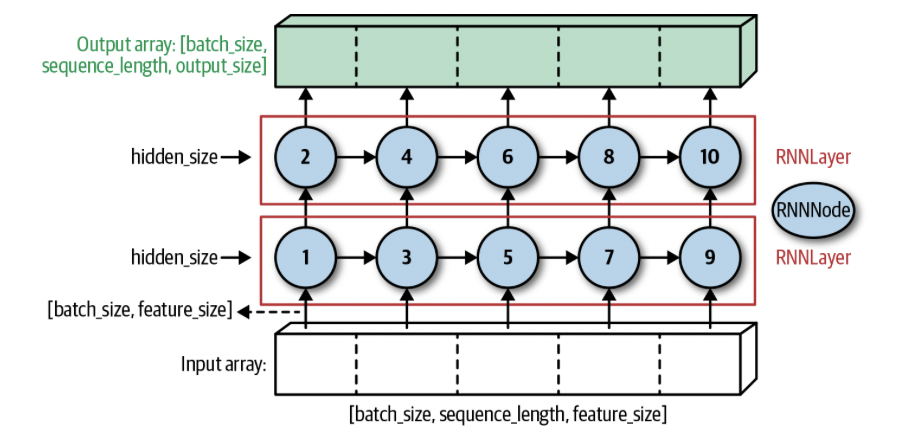 Output array: [batch_size,
sequence_length, output_size]
hidden_size
2 4 6 8 10
RNNLayer
RNNNode
hidden_size
1 3 5 7 9
RNNLayer
[batch_size, feature_size]
Input array:
[batch_size, sequence_length, feature_size]